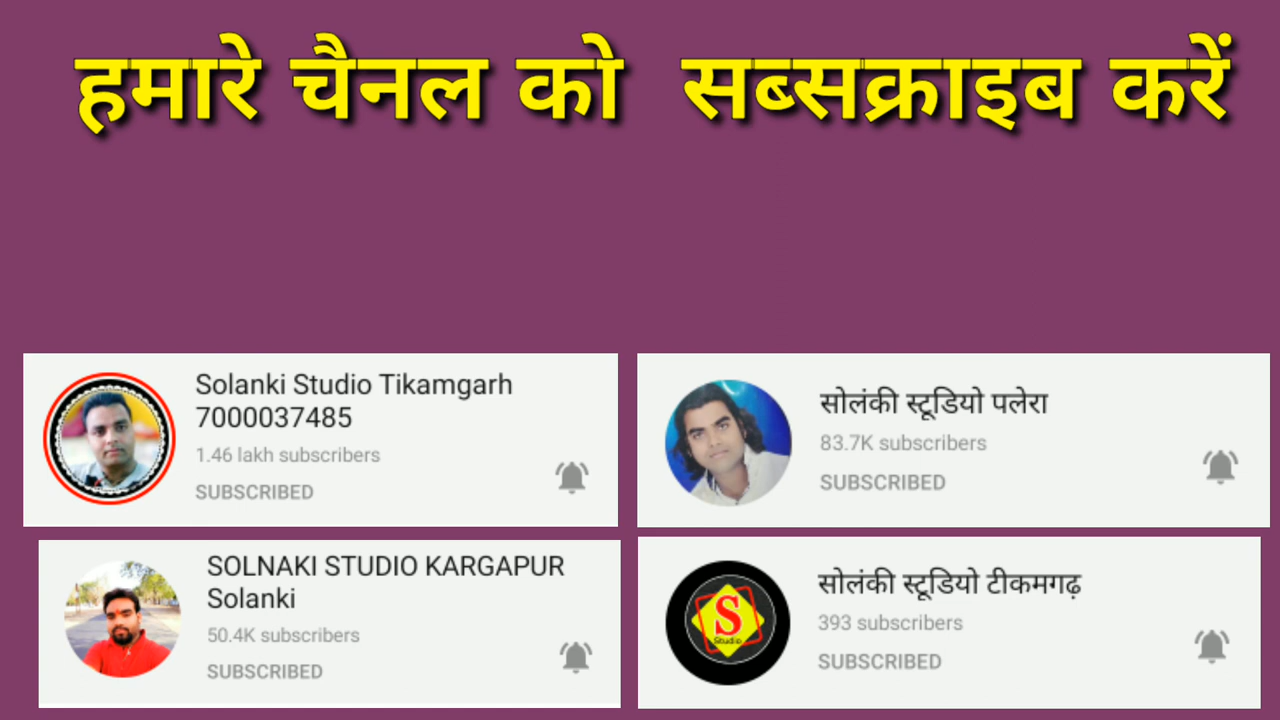 हमारे चैनल को सब्सक्राइब करें
Solanki Studio Tikamgarh
7000037485
1.46 lakh subscribers
SUBSCRIBED
सोलंकी स्टूडियो पलेरा
83.7K subscribers
SUBSCRIBED
SOLNAKI STUDIO KARGAPUR
Solanki
50.4K subscribers
SUBSCRIBED
S
Studio
सोलंकी स्टूडियो टीकमगढ़
393 subscribers
SUBSCRIBED